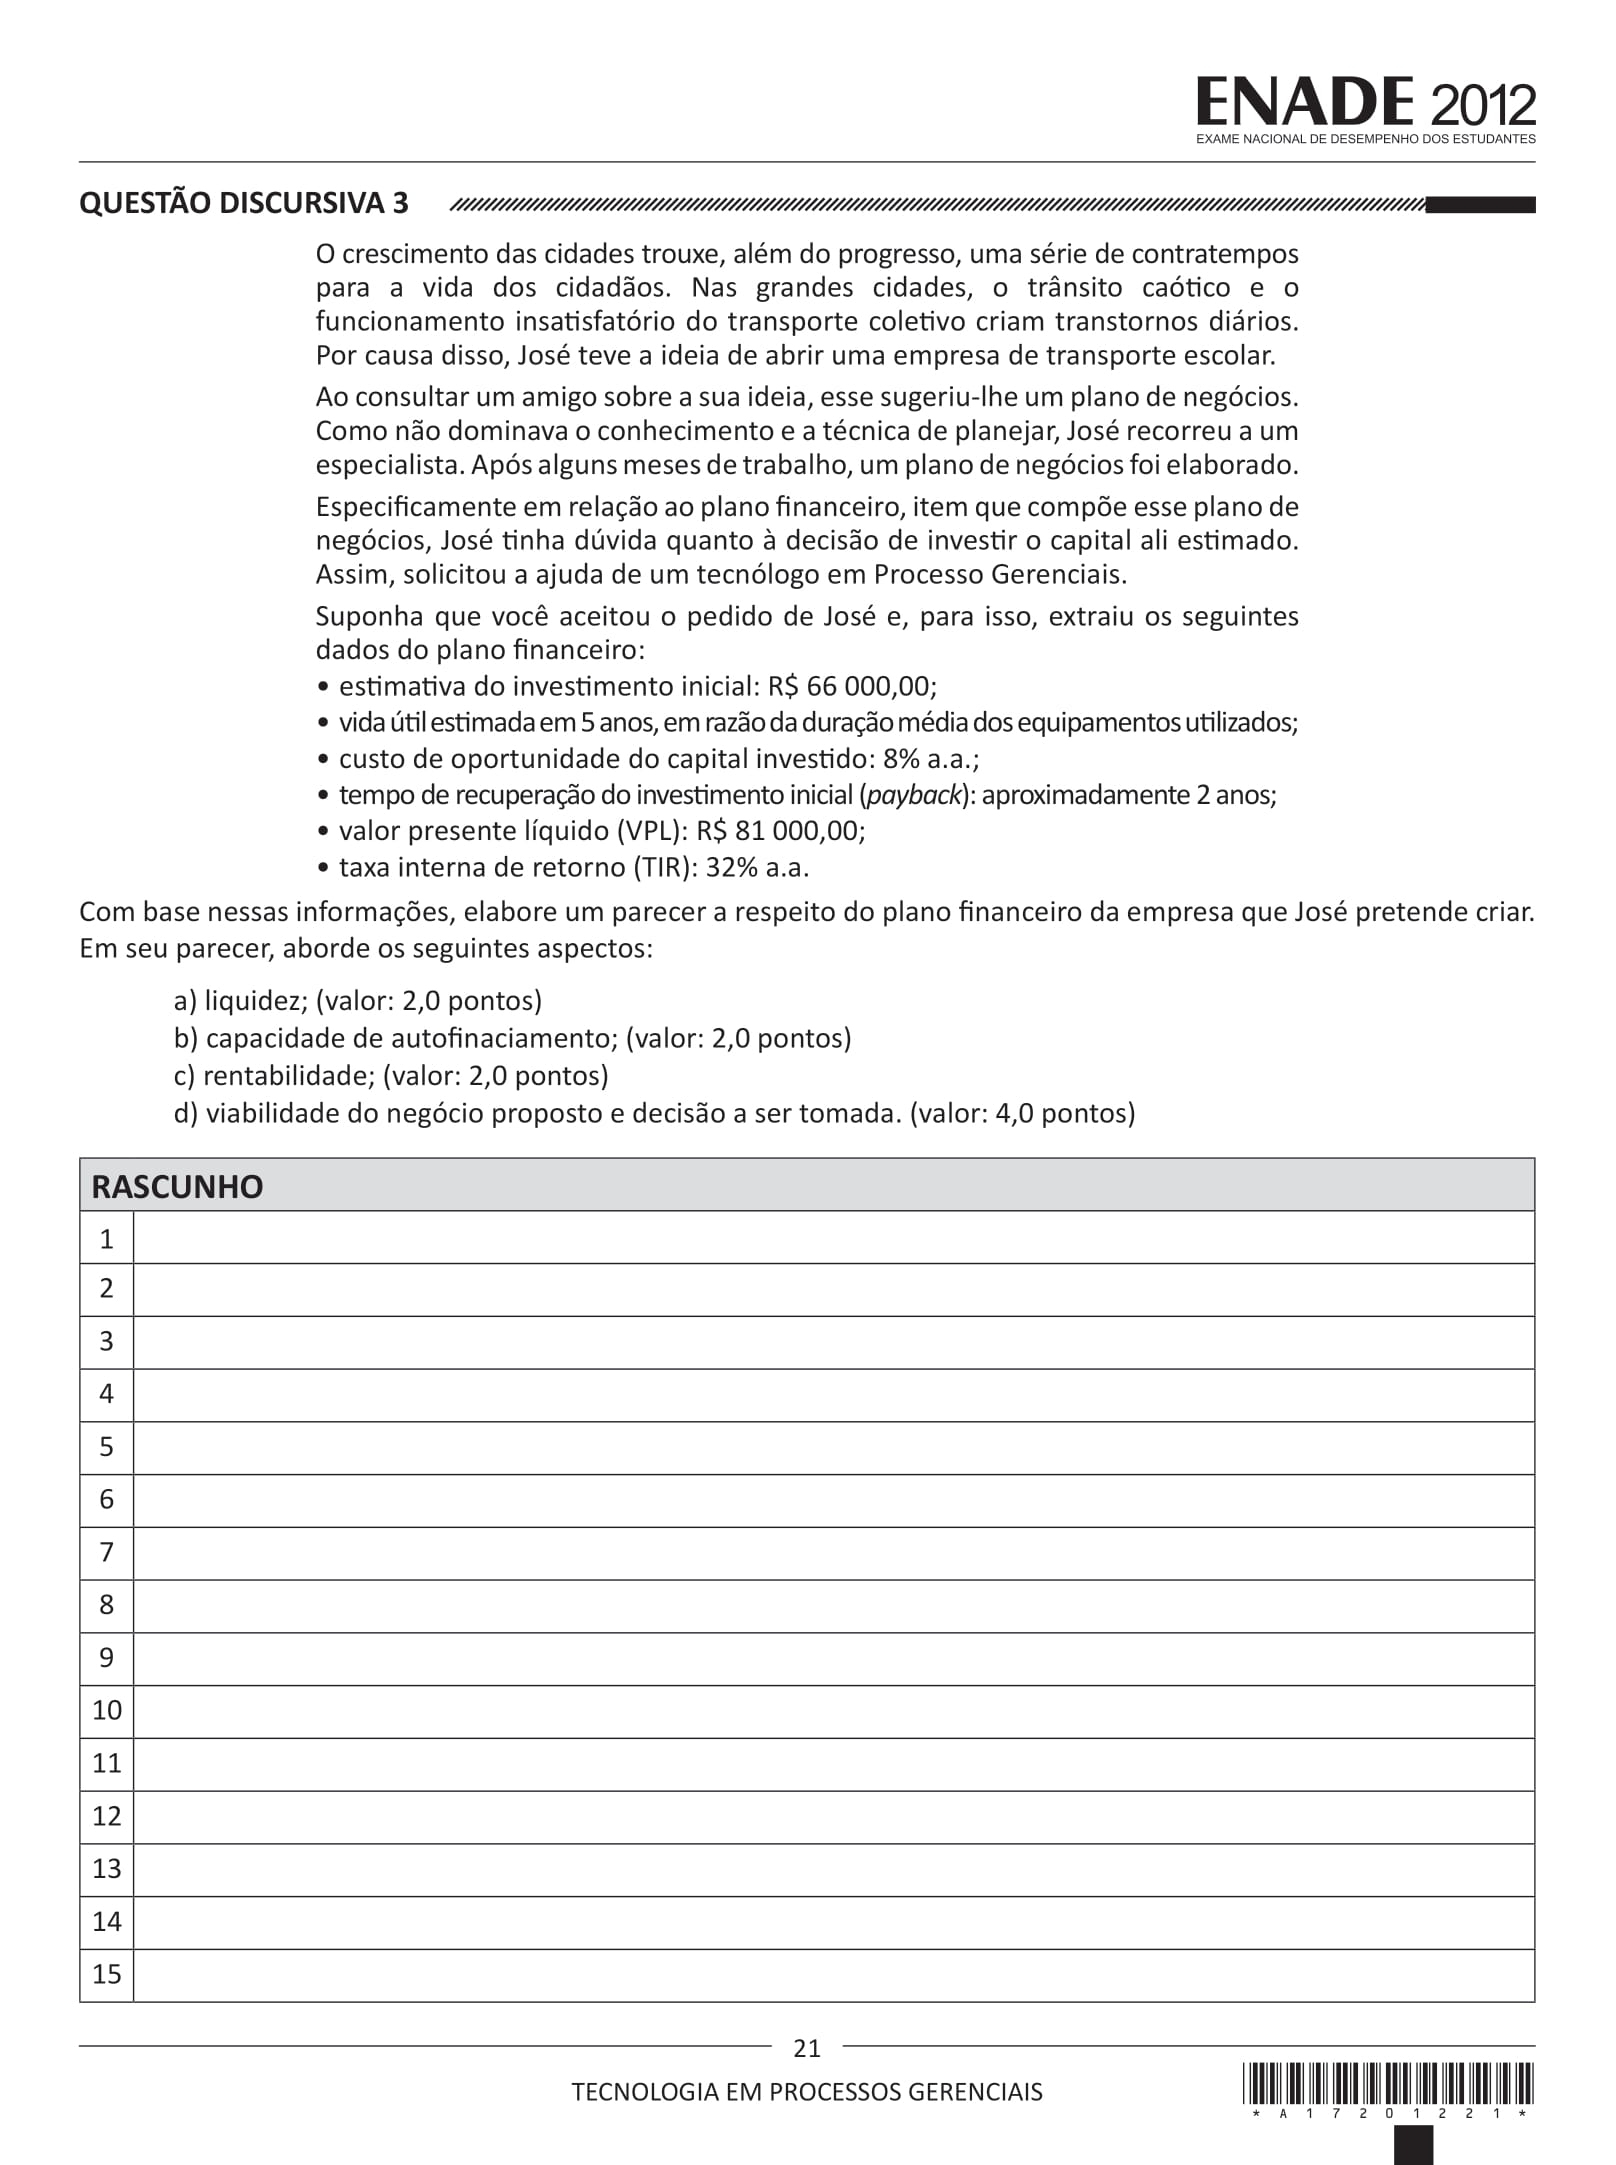 ENADE 2012
EXAME NACIONAL DE DESEMPENHO DOS ESTUDANTES
QUESTÃO DISCURSIVA 3
O crescimento das cidades trouxe, além do progresso, uma série de contratempos
para a vida dos cidadãos. Nas grandes cidades, o trânsito caótico e o
funcionamento insatisfatório do transporte coletivo criam transtornos diários.
Por causa disso, José teve a ideia de abrir uma empresa de transporte escolar.
Ao consultar um amigo sobre a sua ideia, esse sugeriu-lhe um plano de negócios.
Como não dominava o conhecimento e a técnica de planejar, José recorreu a um
especialista. Após alguns meses de trabalho, um plano de negócios foi elaborado.
Especificamente em relação ao plano financeiro, item que compõe esse plano de
negócios, José tinha dúvida quanto à decisão de investir o capital ali estimado.
Assim, solicitou a ajuda de um tecnólogo em Processo Gerenciais.
Suponha que você aceitou o pedido de José e, para isso, extraiu os seguintes
dados do plano financeiro:
• estimativa do investimento inicial: R$ 66 000,00;
• vida útil estimada em 5 anos, em razão da duração média dos equipamentos utilizados;
• custo de oportunidade do capital investido: 8% a.a.;
• tempo de recuperação do investimento inicial (payback): aproximadamente 2 anos;
• valor presente líquido (VPL): R$ 81 000,00;
• taxa interna de retorno (TIR): 32% a.a.
Com base nessas informações, elabore um parecer a respeito do plano financeiro da empresa que José pretende criar.
Em seu parecer, aborde os seguintes aspectos:
a) liquidez; (valor: 2,0 pontos)
b) capacidade de autofinaciamento; (valor: 2,0 pontos)
c) rentabilidade; (valor: 2,0 pontos)
d) viabilidade do negócio proposto e decisão a ser tomada. (valor: 4,0 pontos)
RASCUNHO
1
2
3
4
5
6
7
8
9
10
11
12
13
14
15
21
TECNOLOGIA EM PROCESSOS GERENCIAIS
* A 1 7 2 0 1 2 2 1 *